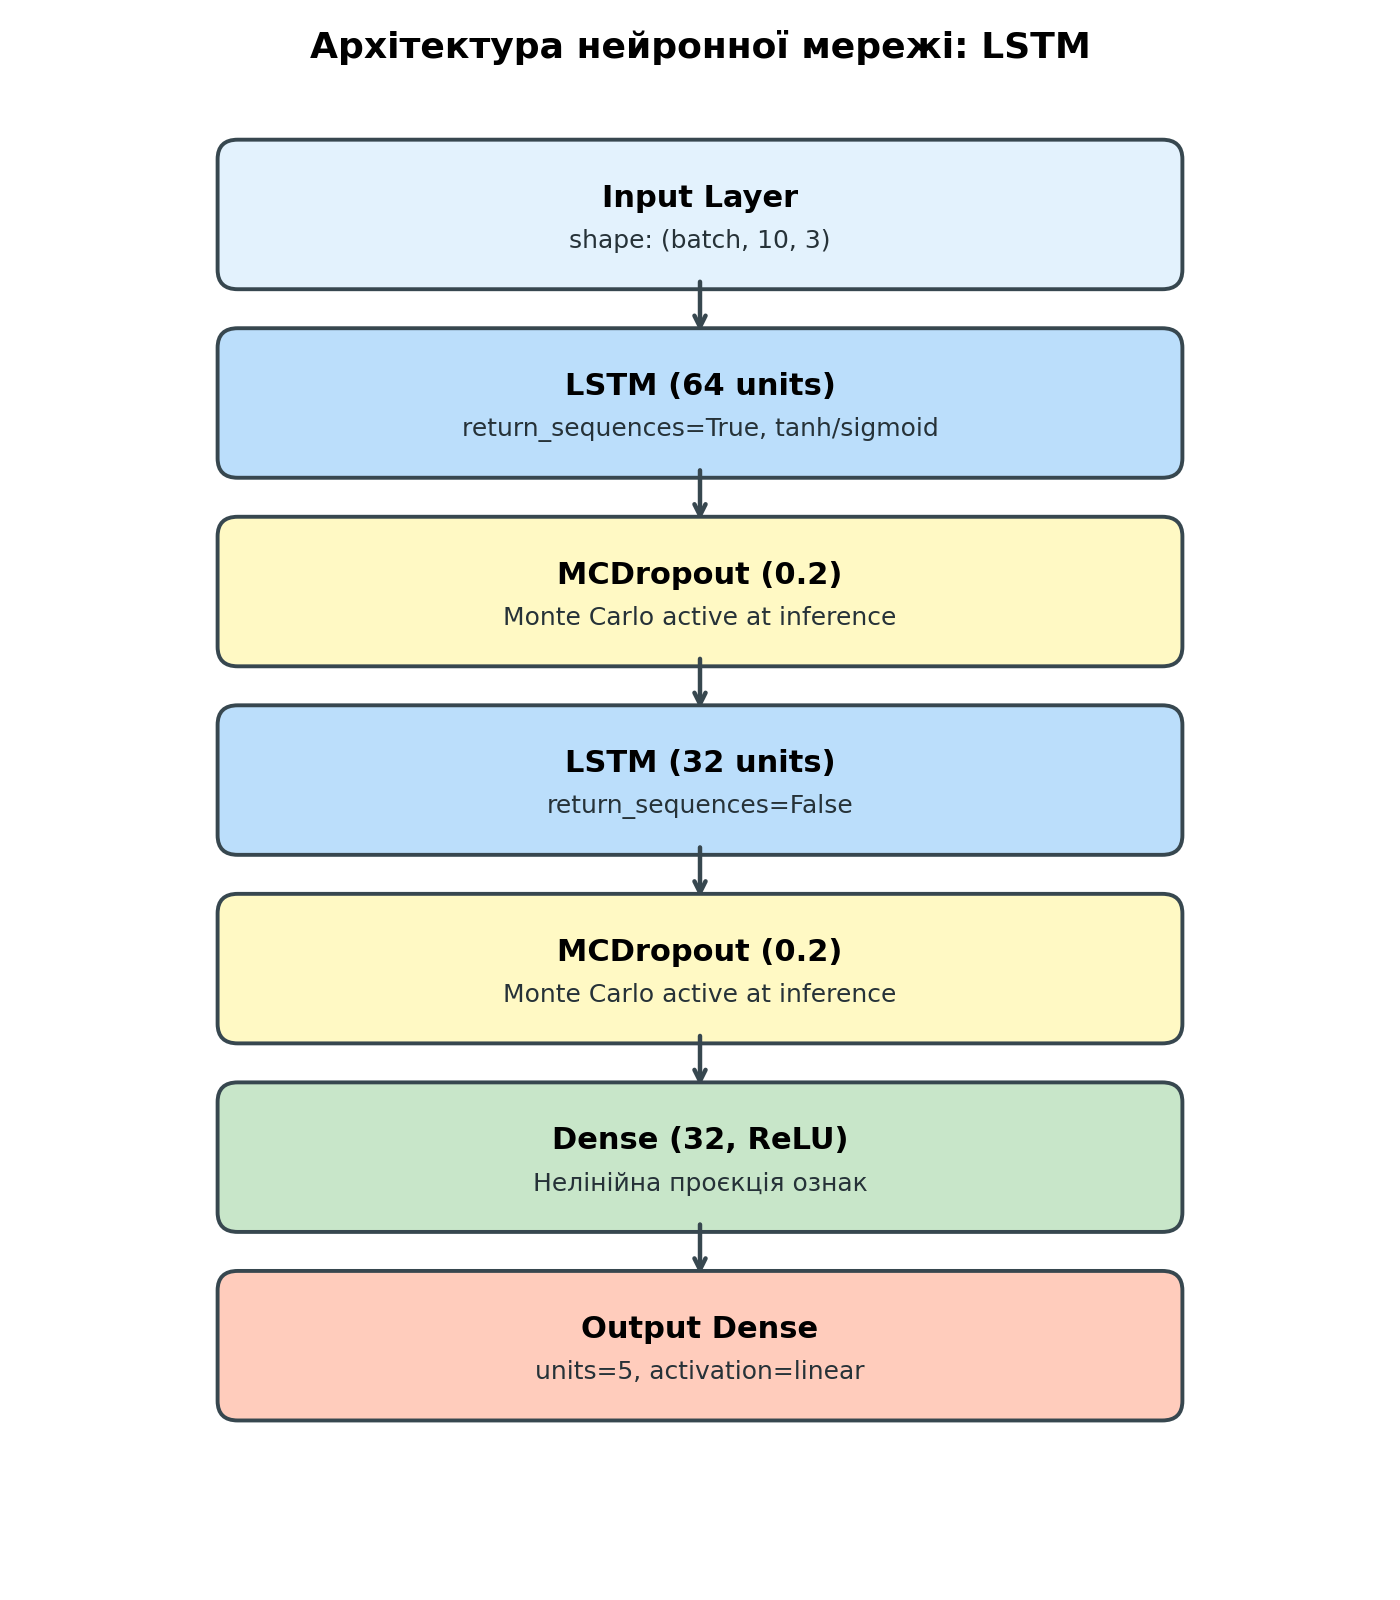 Архітектура нейронної мережі: LSTM
Input Layer
shape: (batch, 10, 3)
LSTM (64 units)
return_sequences=True, tanh/sigmoid
MCDropout (0.2)
Monte Carlo active at inference
LSTM (32 units)
return_sequences=False
MCDropout (0.2)
Monte Carlo active at inference
Dense (32, ReLU)
Нелінійна проєкція ознак
Output Dense
units=5, activation=linear